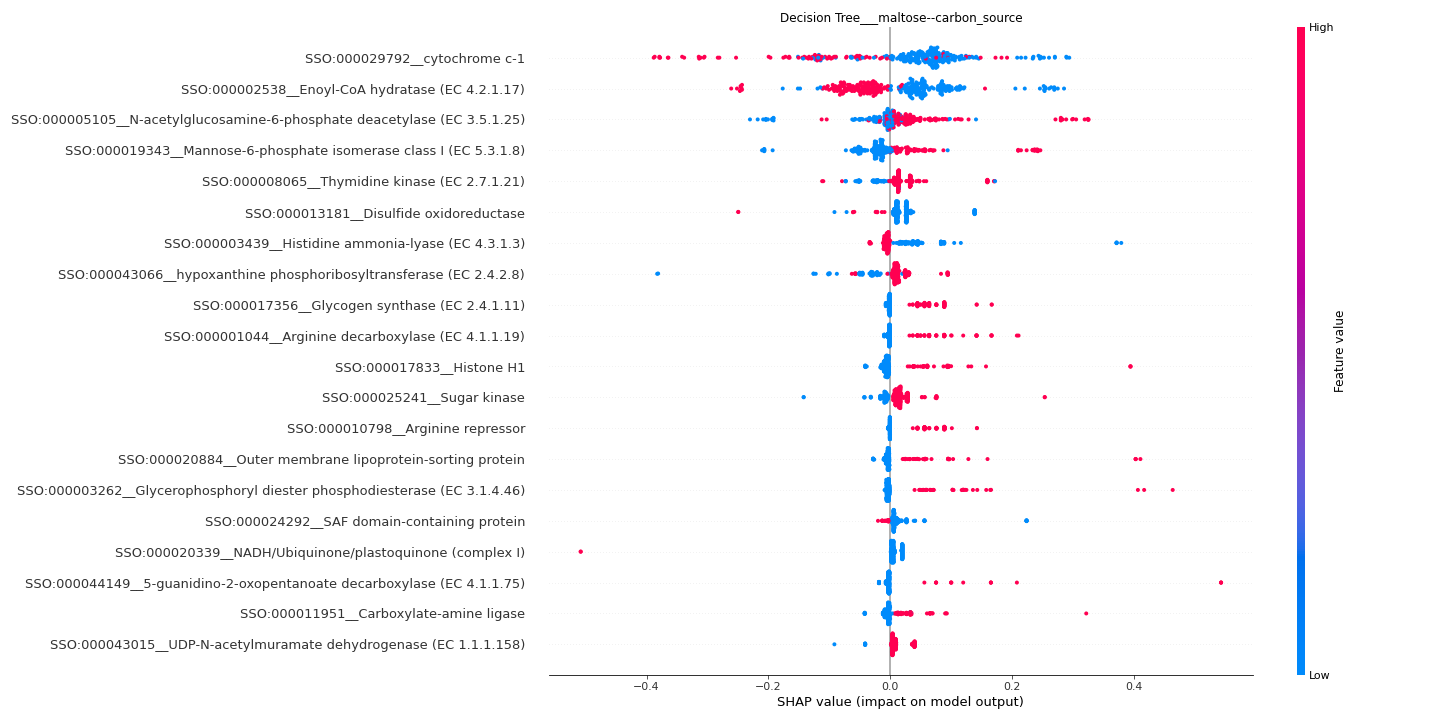 Decision Tree___maltose--carbon_source
SSO:000029792__cytochrome c-1
SSO:000002538__Enoyl-CoA hydratase (EC 4.2.1.17)
SSO:000005105__N-acetylglucosamine-6-phosphate deacetylase (EC 3.5.1.25)
SSO:000019343__Mannose-6-phosphate isomerase class I (EC 5.3.1.8)
SSO:000008065__Thymidine kinase (EC 2.7.1.21)
SSO:000013181__Disulfide oxidoreductase
SSO:000003439__Histidine ammonia-lyase (EC 4.3.1.3)
SSO:000043066__hypoxanthine phosphoribosyltransferase (EC 2.4.2.8)
SSO:000017356__Glycogen synthase (EC 2.4.1.11)
SSO:000001044__Arginine decarboxylase (EC 4.1.1.19)
SSO:000017833__Histone H1
SSO:000025241__Sugar kinase
SSO:000010798__Arginine repressor
SSO:000020884__Outer membrane lipoprotein-sorting protein
SSO:000003262__Glycerophosphoryl diester phosphodiesterase (EC 3.1.4.46)
SSO:000024292__SAF domain-containing protein
SSO:000020339__NADH/Ubiquinone/plastoquinone (complex I)
SSO:000044149__5-guanidino-2-oxopentanoate decarboxylase (EC 4.1.1.75)
SSO:000011951__Carboxylate-amine ligase
SSO:000043015__UDP-N-acetylmuramate dehydrogenase (EC 1.1.1.158)
−0.4 −0.2 0.0 0.2 0.4
SHAP value (impact on model output)
High
Feature value
Low